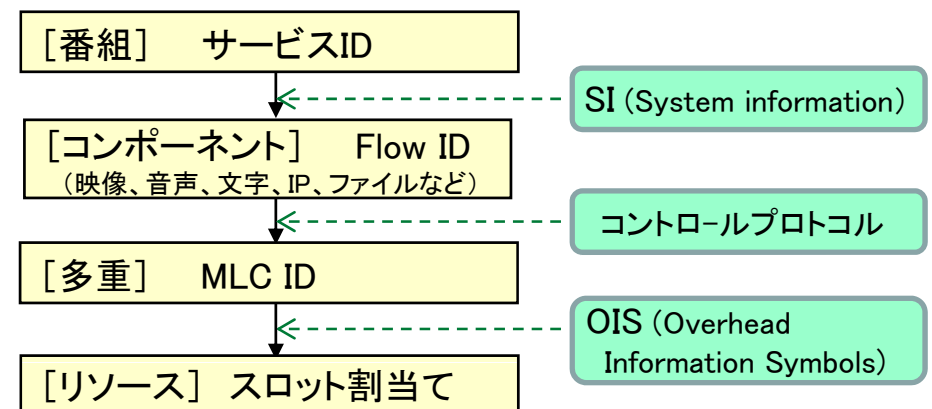 [番組] サービスID
SI (System information)
[コンポーネント] Flow ID
(映像、音声、文字、IP、ファイルなど)
コントロールプロトコル
[多重] MLC ID
OIS (Overhead
Information Symbols)
[リソース] スロット割当て